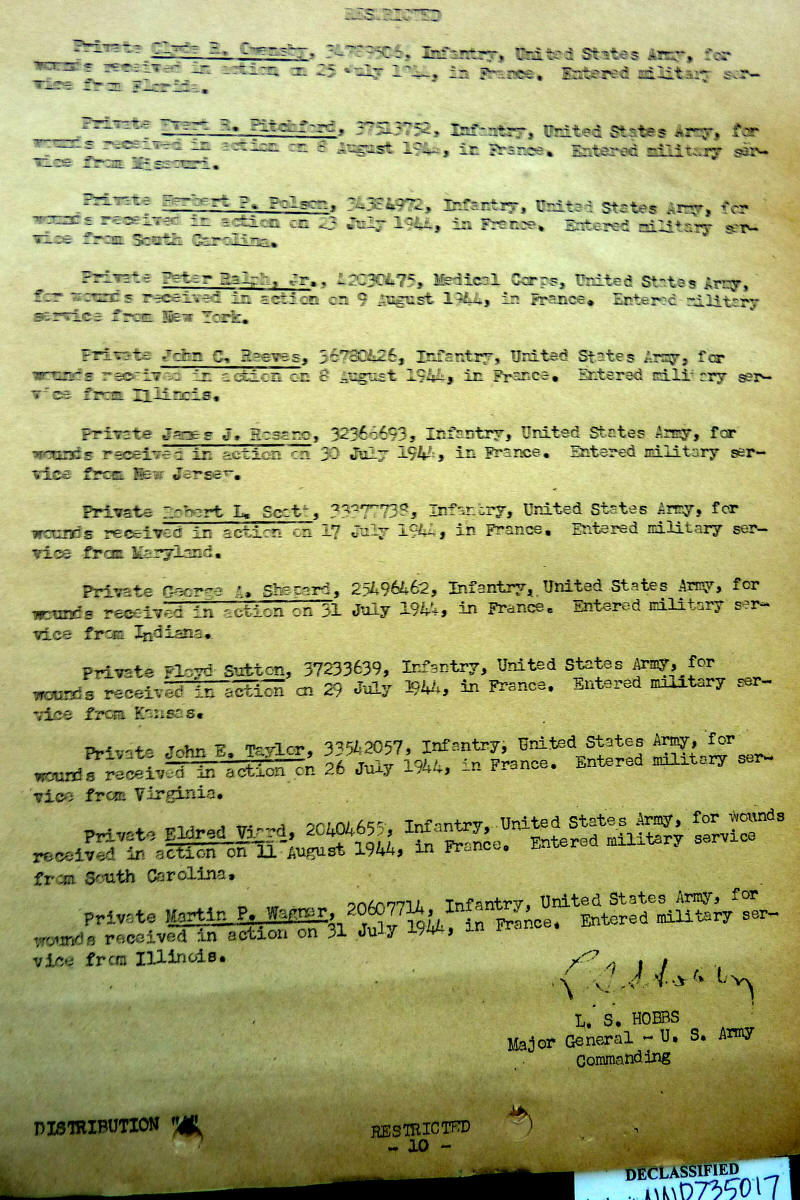 RESTRICTED
Private Clyde R. Ownsby, 34789506, Infantry, United States Army, for
wounds received in action on 25 July 1944, in France. Entered military ser-
vice from Florida.
Private R. Pitchford, 37513752, Infantry, United States Army, for
wounds received in action on 8 August 1944, in France. Entered military ser-
vice from Missouri.
Private Herbert P. Polson, 34384972, Infantry, United States Army, for
wounds received in action on 23 July 1944, in France. Entered military ser-
vice from South Carolina.
Private Peter Ralph, Jr., 42030475, Medical Corps, United States Army,
for wounds received in action on 9 August 1944, in France. Entered military
service from New York.
Private John C. Reeves, 36780426, Infantry, United States Army, for
wounds received in action on 8 August 1944, in France. Entered military ser-
vice from Illinois.
Private James J. Rosano, 32366693, Infantry, United States Army, for
wounds received in action on 30 July 1944, in France. Entered military ser-
vice from New Jersey.
Private Robert L. Scott, Infantry, United States Army, for
wounds received in action on 17 July 1944, in France. Entered military ser-
vice from Maryland.
Private George A. Shepard, 25496462, Infantry, United States Army, for
wounds received in action on 31 July 1944, in France. Entered military ser-
vice from Indiana.
Private Floyd Sutton, 37233639, Infantry, United States Army, for
wounds received in action on 29 July 1944, in France. Entered military ser-
vice from Kansas.
Private John E. Taylor, 33542057, Infantry, United States Army, for
wounds received in action on 26 July 1944, in France. Entered military ser-
vice from Virginia.
Private Eldred 20404655, Infantry, United States Army, for wounds
received in action on 11 August 1944, in France. Entered military service
from South Carolina.
Private Martin P. Wagner, 20607714, Infantry, United States Army, for
wounds received in action on 31 July 1944, in France. Entered military ser-
vice from Illinois.
L. S. HOBBS
Major General - U. S. Army
Commanding
DISTRIBUTION "A"
RESTRICTED
- 10 -
DECLASSIFIED
NND735017